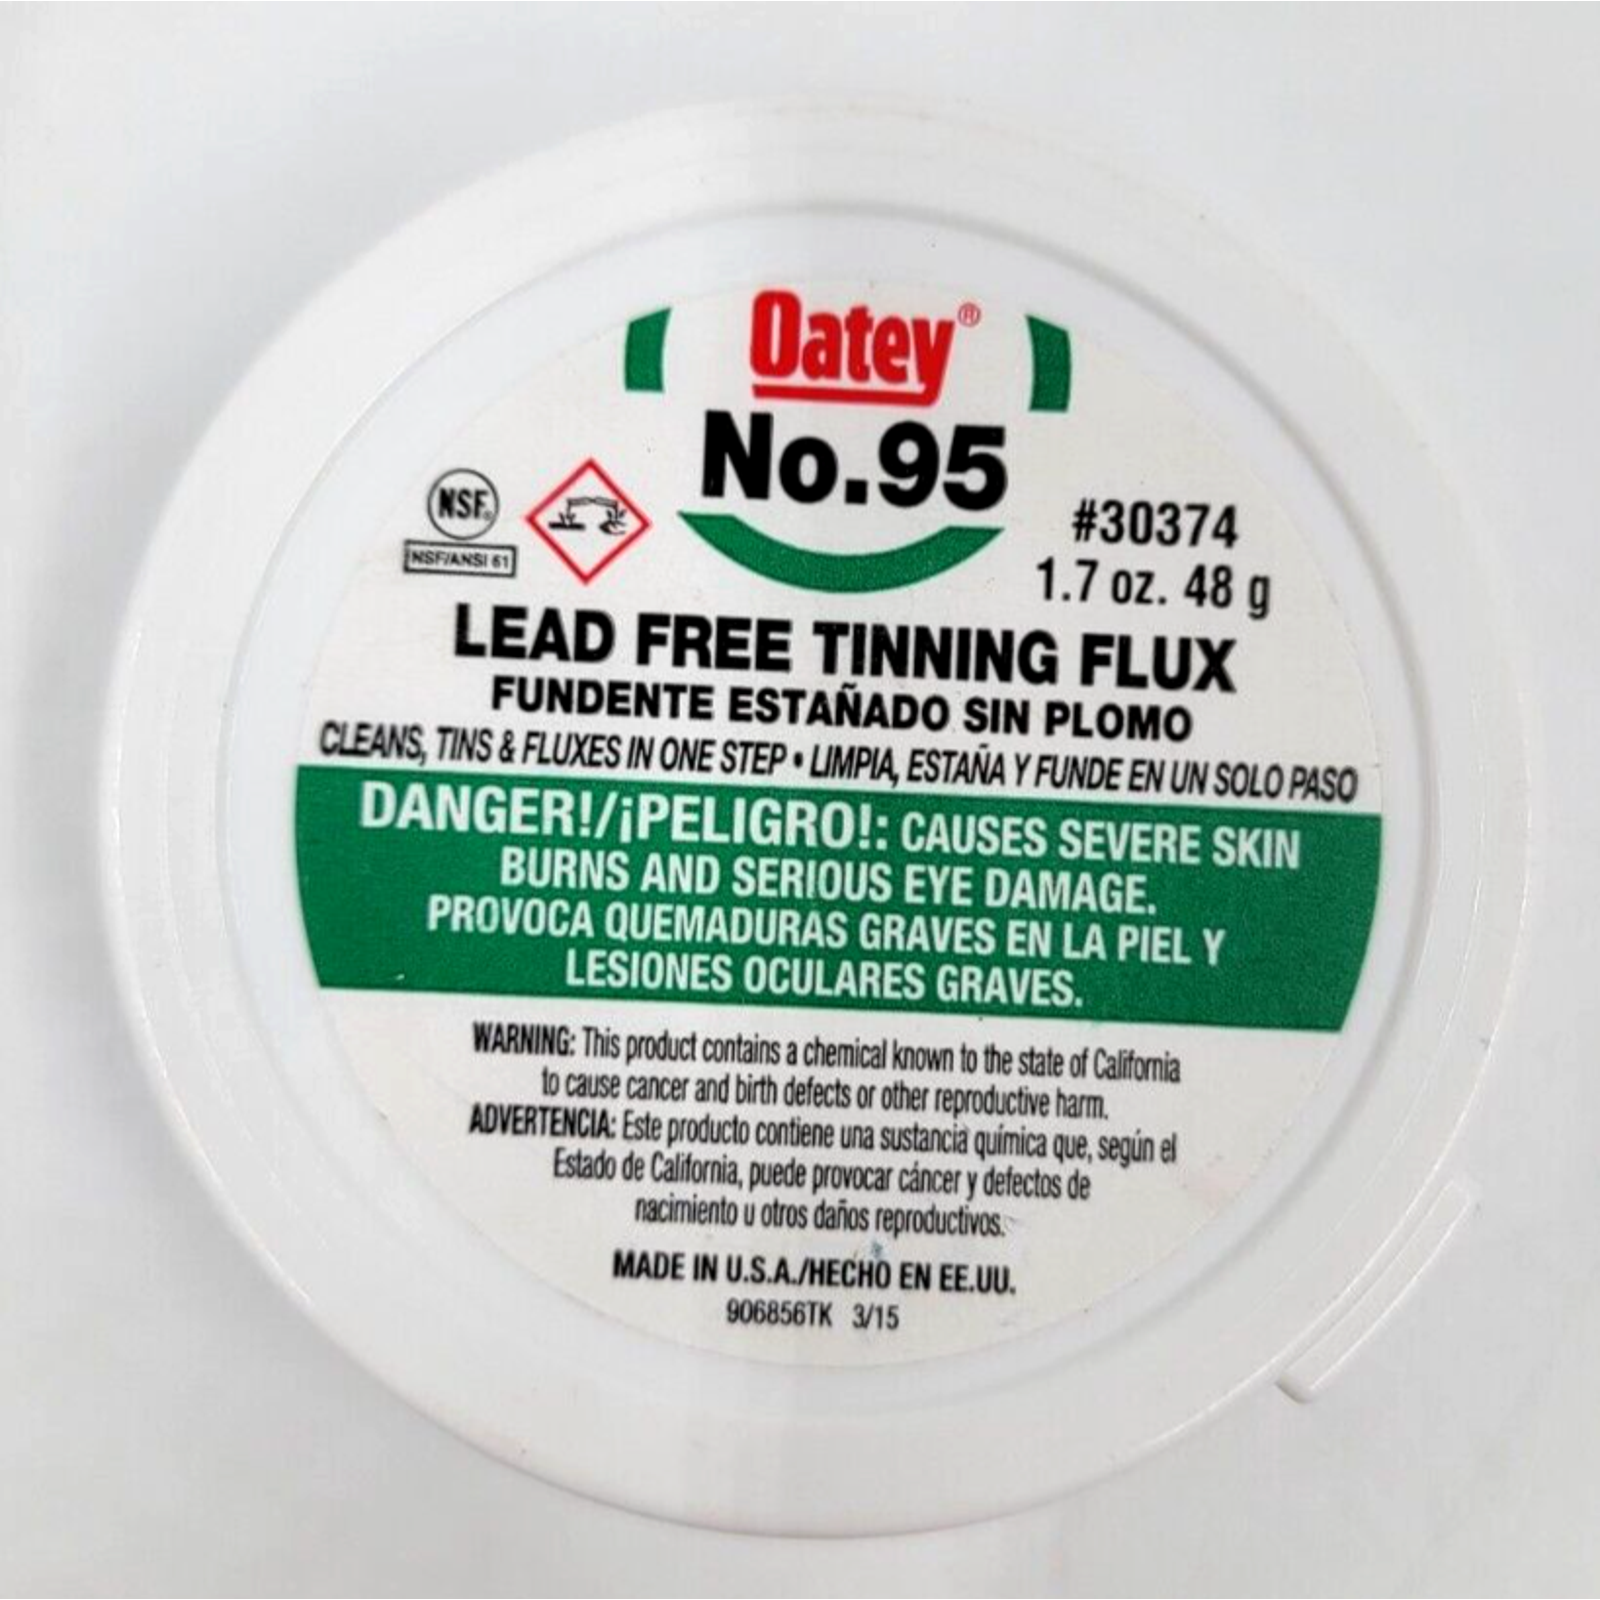 Oatey®
No.95
NSF®
NSF/ANSI 61
#30374
1.7 oz. 48 g
LEAD FREE TINNING FLUX
FUNDENTE ESTAÑADO SIN PLOMO
CLEANS, TINS & FLUXES IN ONE STEP • LIMPIA, ESTAÑA Y FUNDE EN UN SOLO PASO
DANGER!/¡PELIGRO!: CAUSES SEVERE SKIN
BURNS AND SERIOUS EYE DAMAGE.
PROVOCA QUEMADURAS GRAVES EN LA PIEL Y
LESIONES OCULARES GRAVES.
WARNING: This product contains a chemical known to the state of California
to cause cancer and birth defects or other reproductive harm.
ADVERTENCIA: Este producto contiene una sustancia química que, según el
Estado de California, puede provocar cáncer y defectos de
nacimiento u otros daños reproductivos.
MADE IN U.S.A./HECHO EN EE.UU.
906856TK 3/15